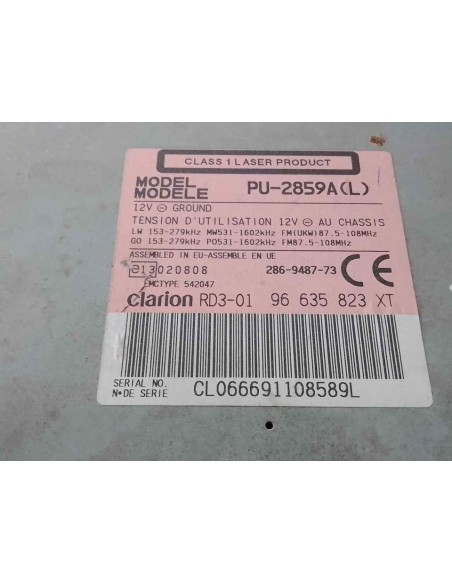 CLASS 1 LASER PRODUCT
MODEL
MODELE
PU-2859A(L)
12V ⊖ GROUND
TENSION D'UTILISATION 12V ⊖ AU CHASSIS
LW 153-279kHz MW531-1602kHz FM(UKW)87.5-108MHz
GO 153-279kHz PO531-1602kHz FM87.5-108MHz
ASSEMBLED IN EU-ASSEMBLE EN UE
e13 020808
286-9487-73 CE
EMCTYPE 542047
clarion RD3-01 96 635 823 XT
SERIAL NO.
N° DE SERIE
CL066691108589L